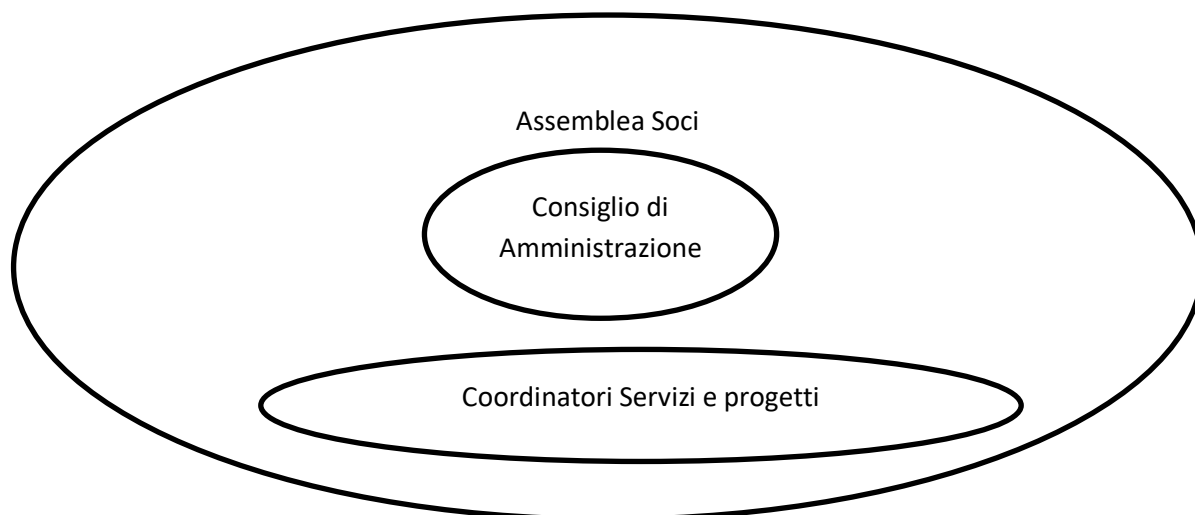 Assemblea Soci
Consiglio di
Amministrazione
Coordinatori Servizi e progetti